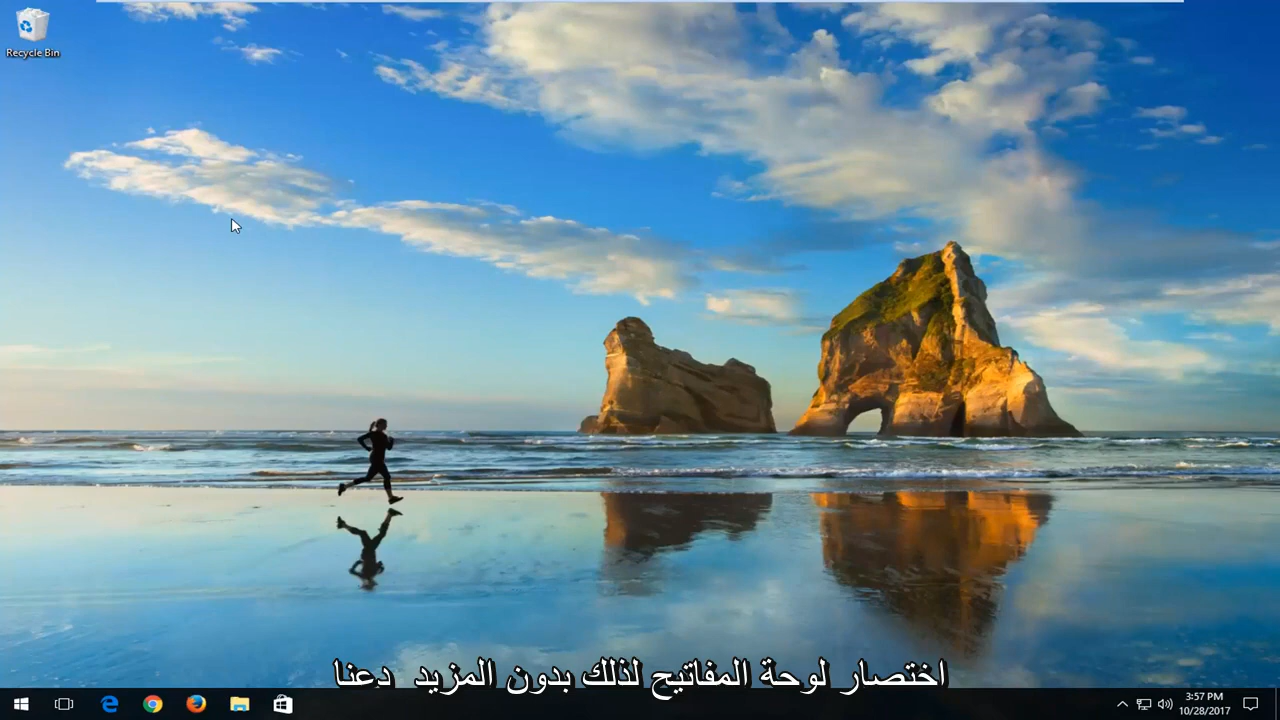 Recycle Bin
اختصار لوحة المفاتيح لذلك بدون المزيد دعنا
3:57 PM
10/28/2017